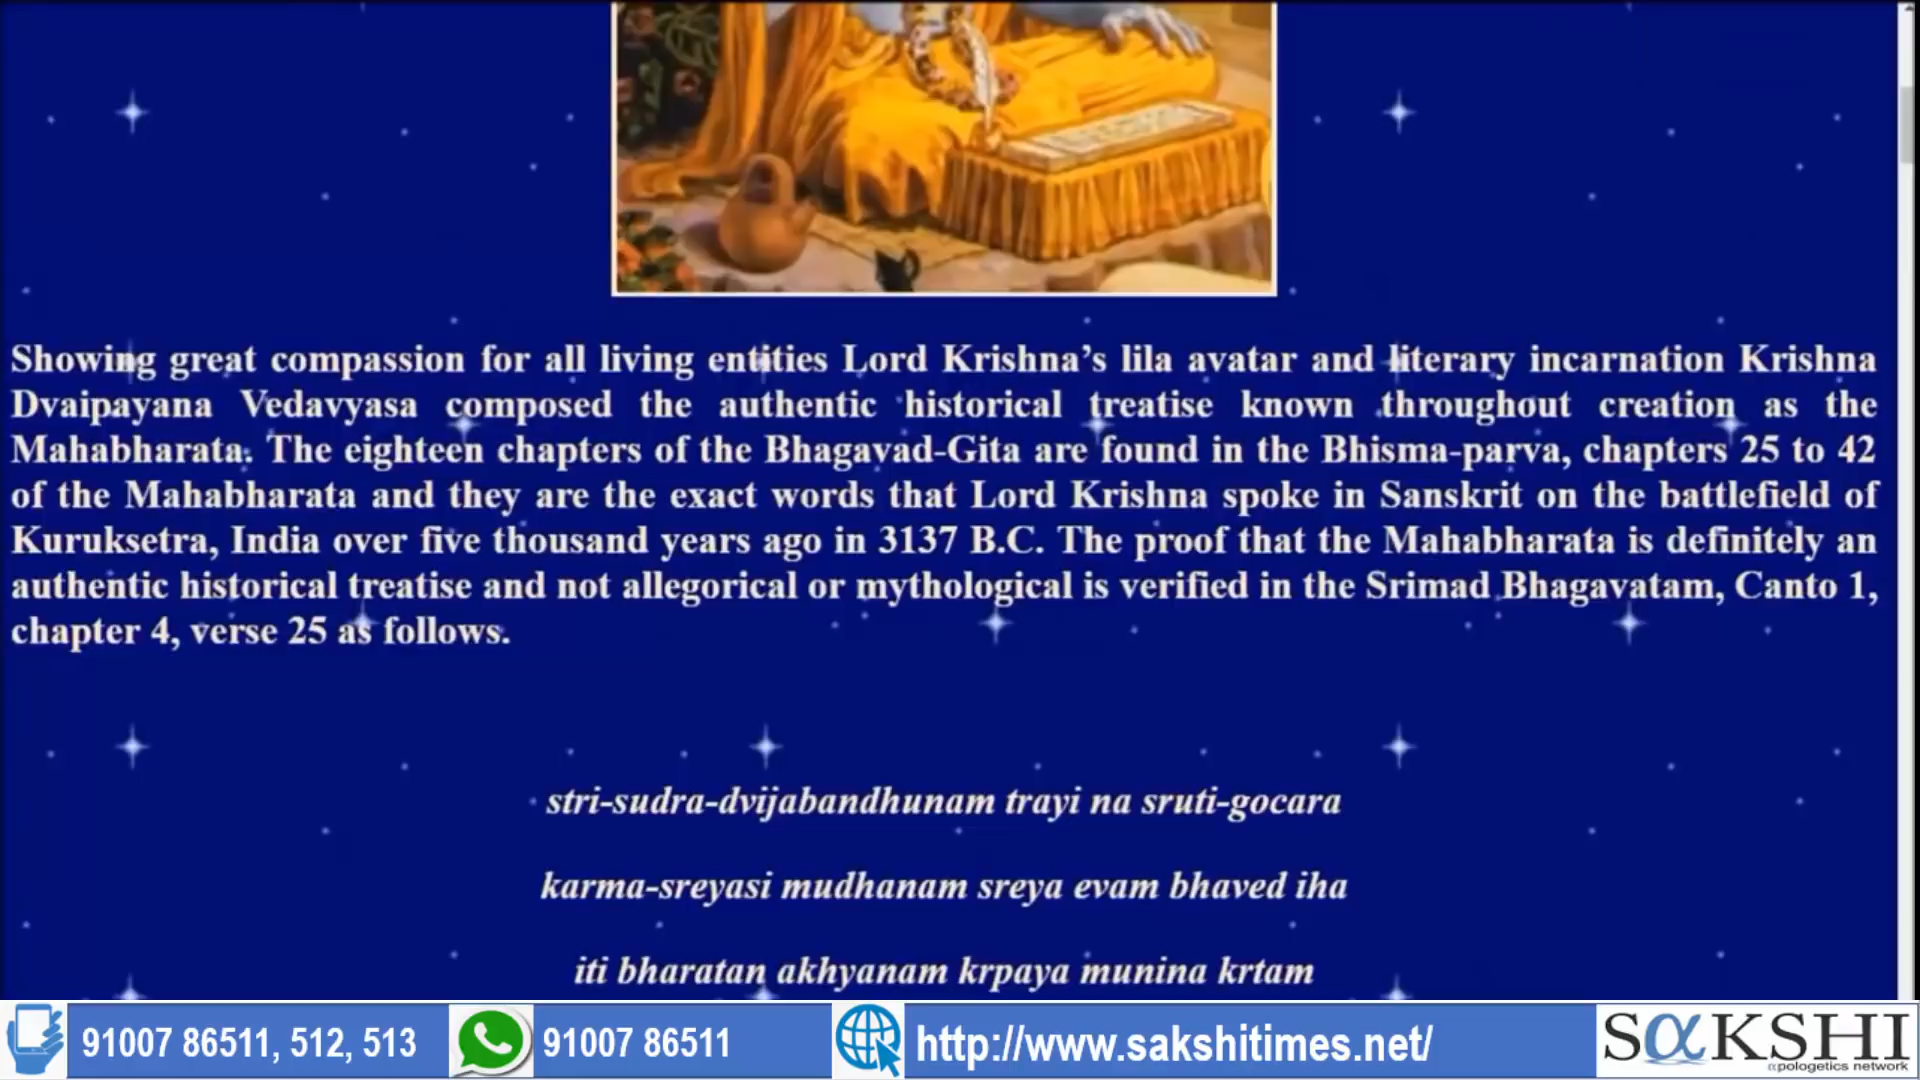 Showing great compassion for all living entities Lord Krishna’s lila avatar and literary incarnation Krishna
Dvaipayana Vedavyasa composed the authentic historical treatise known throughout creation as the
Mahabharata. The eighteen chapters of the Bhagavad-Gita are found in the Bhisma-parva, chapters 25 to 42
of the Mahabharata and they are the exact words that Lord Krishna spoke in Sanskrit on the battlefield of
Kuruksetra, India over five thousand years ago in 3137 B.C. The proof that the Mahabharata is definitely an
authentic historical treatise and not allegorical or mythological is verified in the Srimad Bhagavatam, Canto 1,
chapter 4, verse 25 as follows.
stri-sudra-dvijabandhunam trayi na sruti-gocara
karma-sreyasi mudhanam sreya evam bhaved iha
iti bharatan akhyanam krpaya munina krtam
91007 86511, 512, 513
91007 86511
http://www.sakshitimes.net/
SαKSHI
αpologetics network